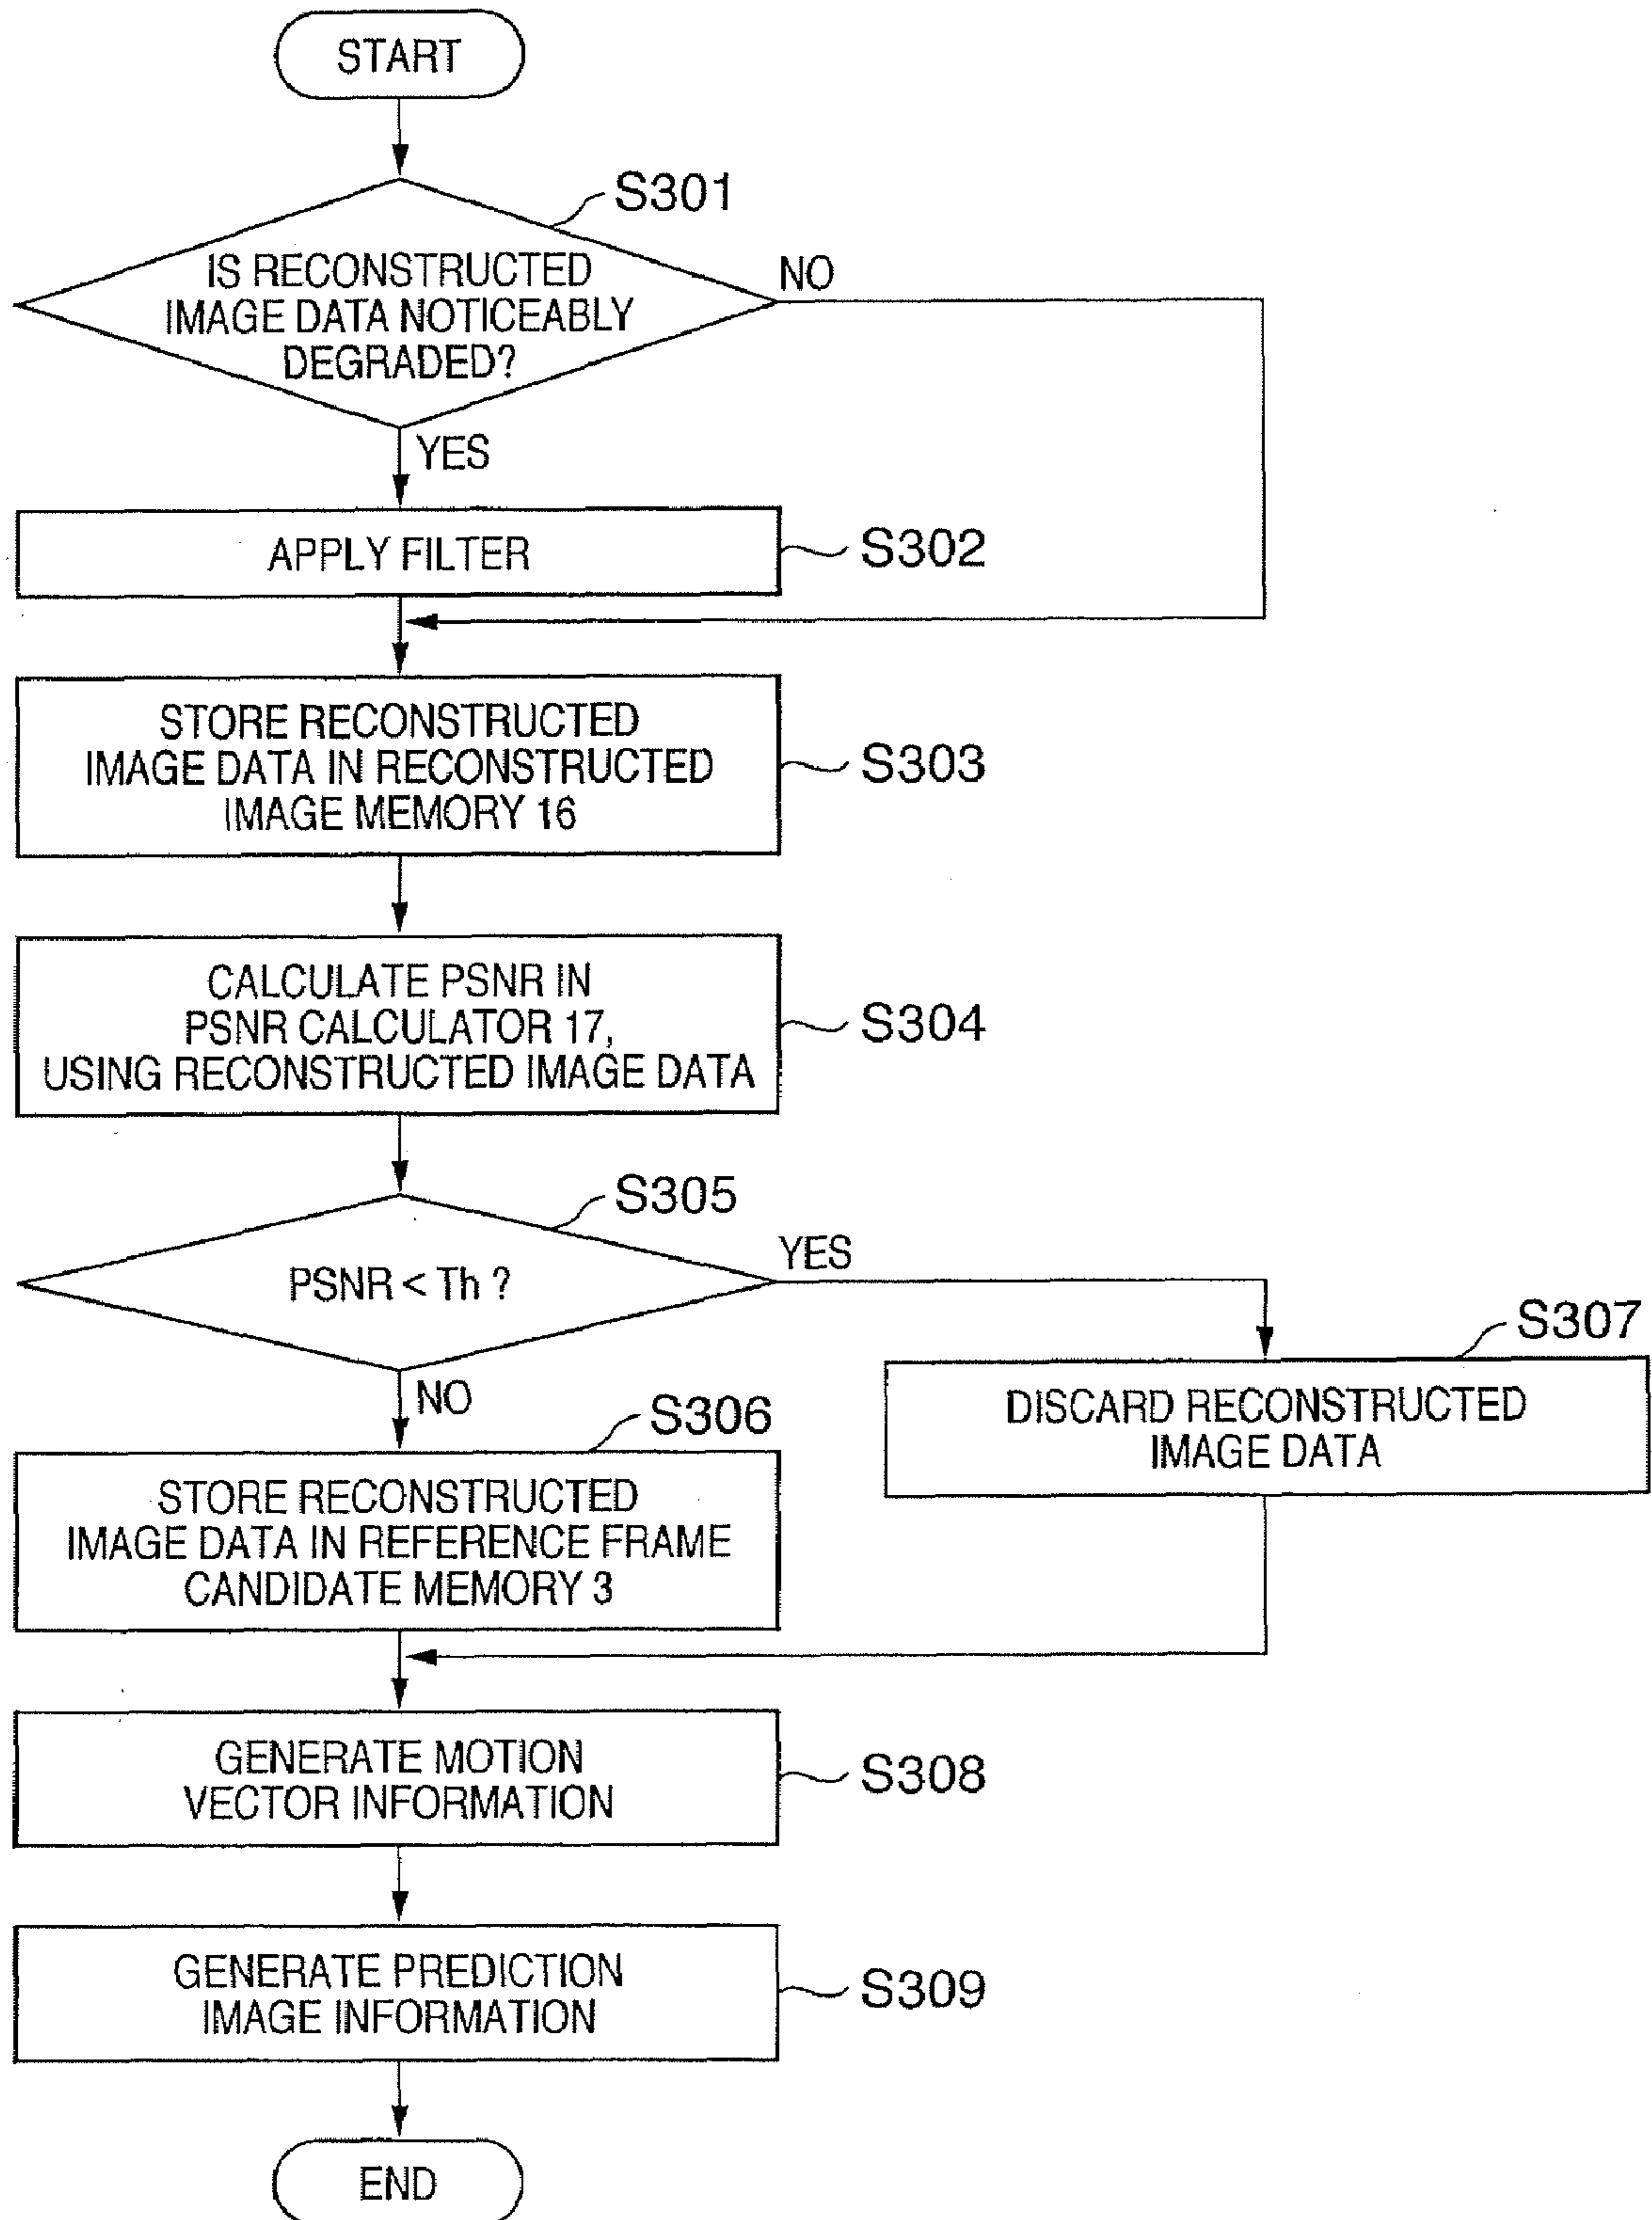 START
S301
IS RECONSTRUCTED
IMAGE DATA NOTICEABLY
DEGRADED?
NO
YES
APPLY FILTER
S302
STORE RECONSTRUCTED
IMAGE DATA IN RECONSTRUCTED
IMAGE MEMORY 16
S303
CALCULATE PSNR IN
PSNR CALCULATOR 17,
USING RECONSTRUCTED IMAGE DATA
S304
S305
PSNR < Th ?
YES
NO
S307
DISCARD RECONSTRUCTED
IMAGE DATA
S306
STORE RECONSTRUCTED
IMAGE DATA IN REFERENCE FRAME
CANDIDATE MEMORY 3
GENERATE MOTION
VECTOR INFORMATION
S308
GENERATE PREDICTION
IMAGE INFORMATION
S309
END